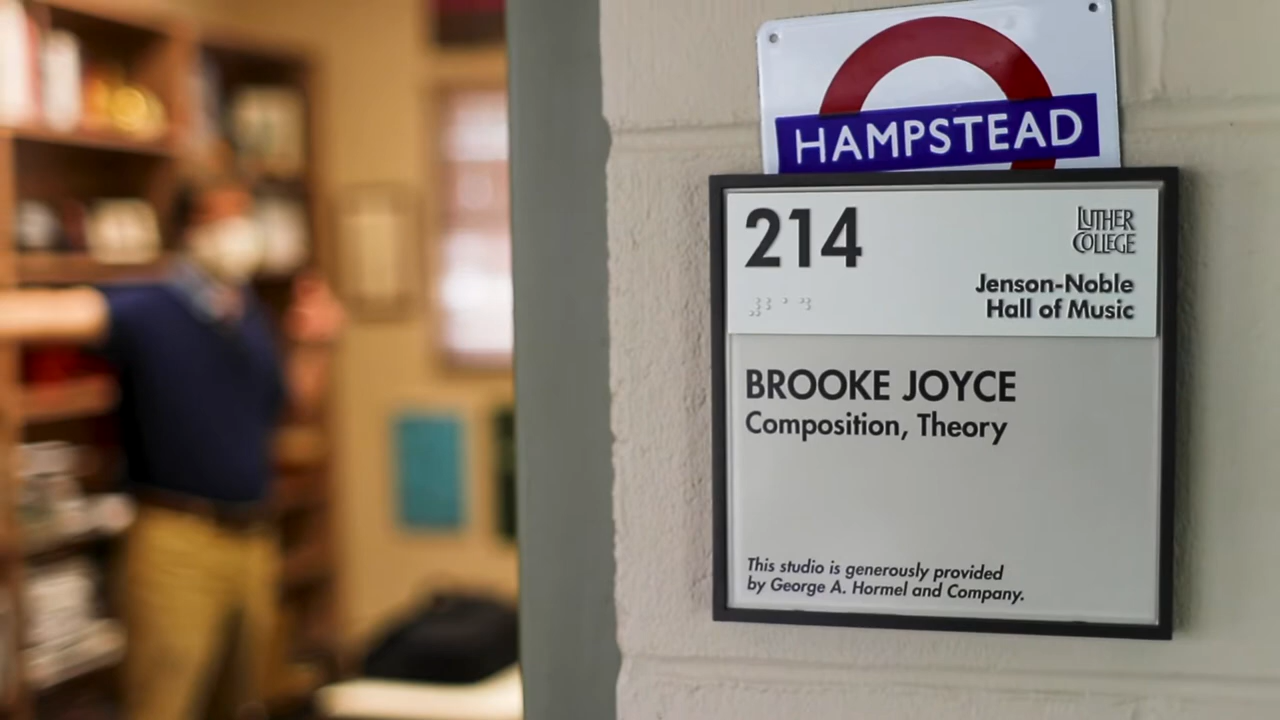 HAMPSTEAD
214
LUTHER
COLLEGE
Jenson-Noble
Hall of Music
BROOKE JOYCE
Composition, Theory
This studio is generously provided
by George A. Hormel and Company.